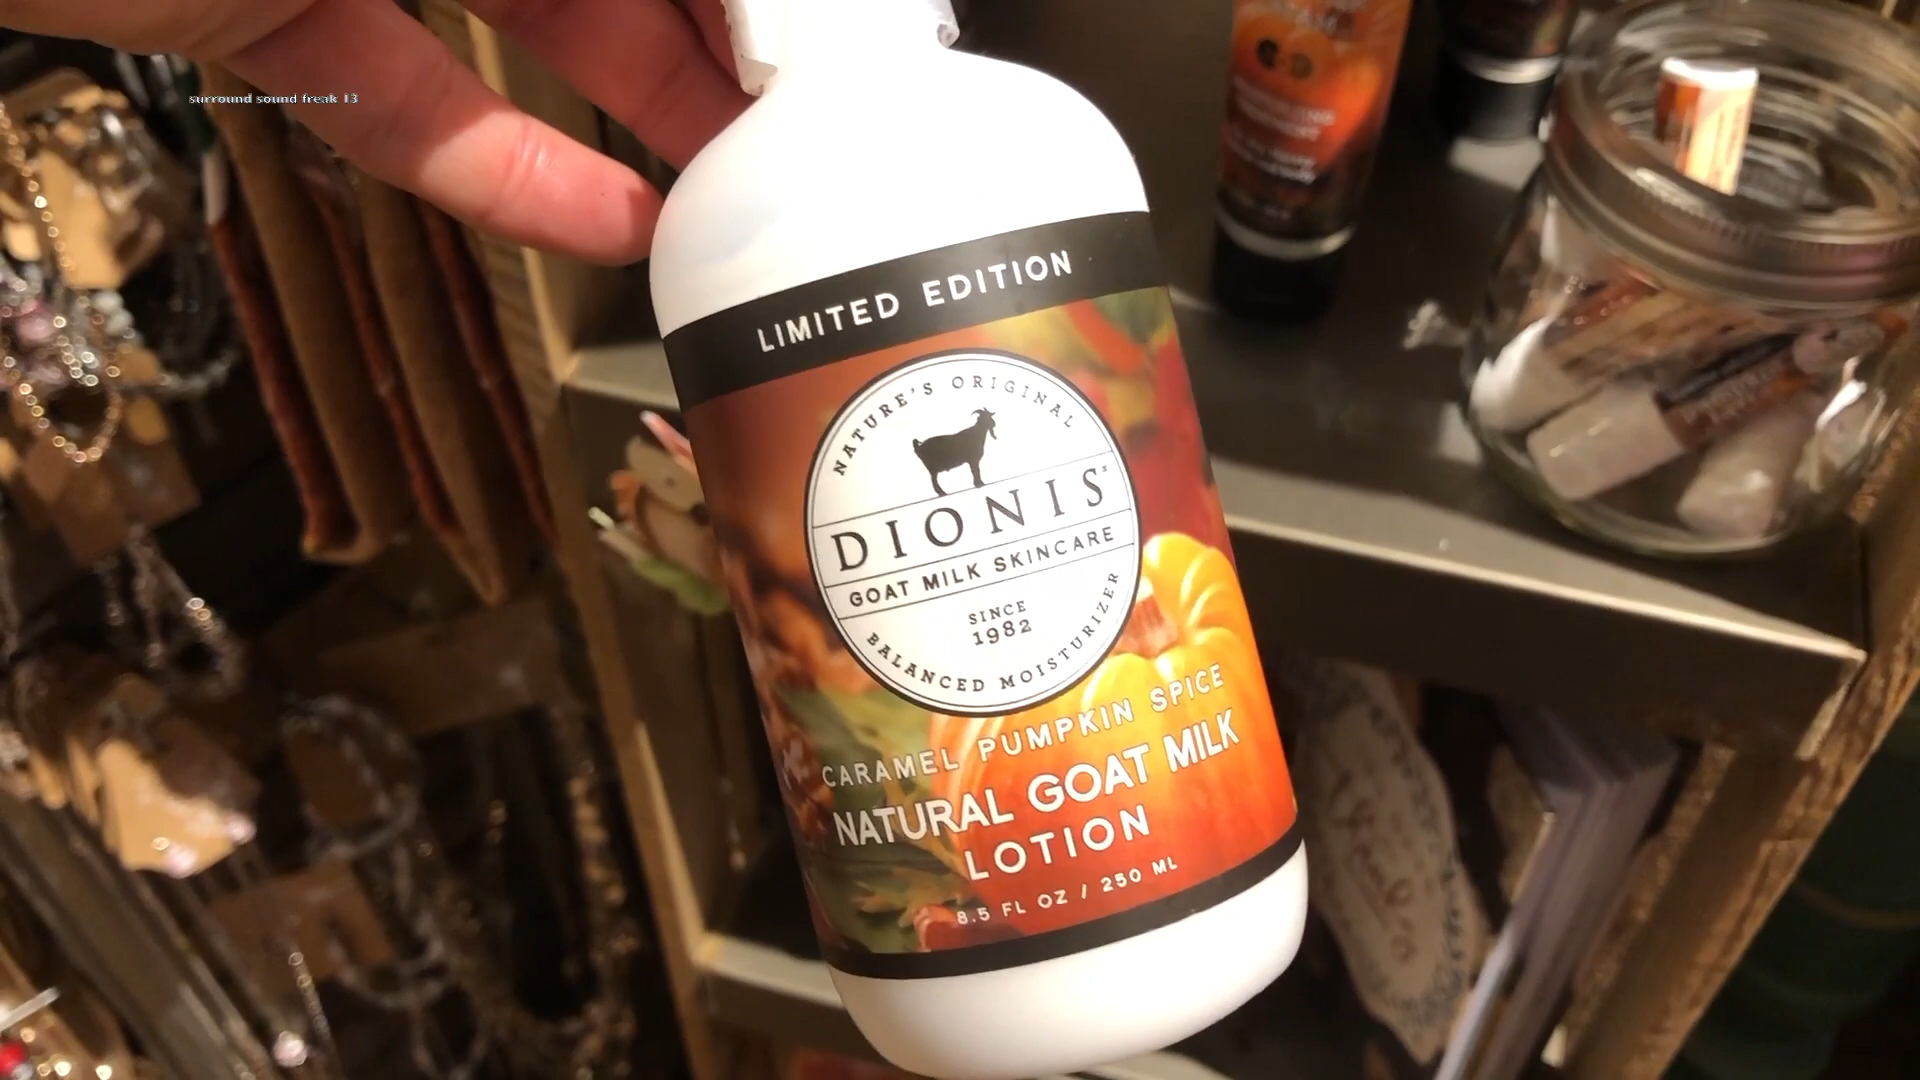 surround sound freak 13
LIMITED EDITION
NATURE'S ORIGINAL
DIONIS
GOAT MILK SKINCARE
SINCE
1982
BALANCED MOISTURIZER
CARAMEL PUMPKIN SPICE
NATURAL GOAT MILK
LOTION
8.5 FL OZ / 250 ML